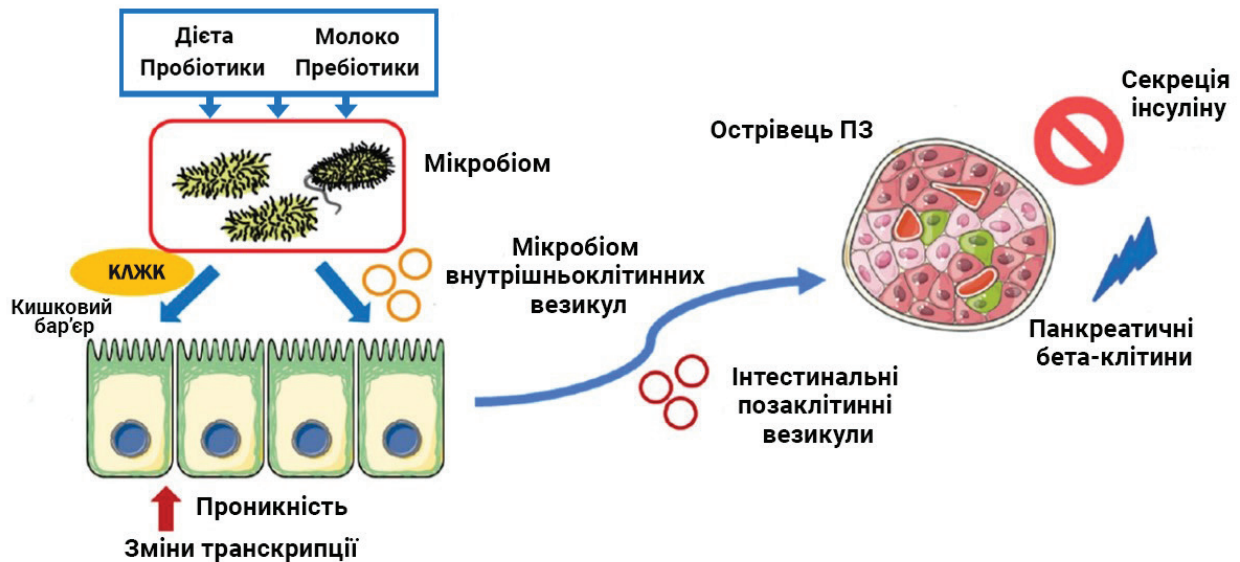 Дієта Молоко
Пробіотики Пребіотики
Мікробіом
КЛЖК
Кишковий
бар'єр
Мікробіом
внутрішньоклітинних
везикул
Проникність
Зміни транскрипції
Інтестинальні
позаклітинні
везикули
Острівець ПЗ
Секреція
інсуліну
Панкреатичні
бета-клітини